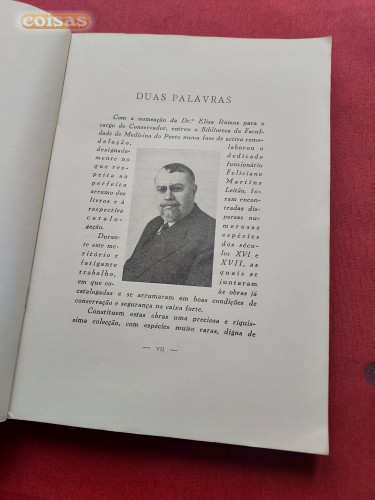 coisas
DUAS PALAVRAS
Com a nomeação da Dr.ª Elisa Ramos para o
cargo de Conservador, entrou a Biblioteca da Facul-
dade de Medicina do Porto numa fase de activa remo-
delação,
designada-
mente no
que res-
peita ao
perfeito
arrumo dos
livros e à
respectiva
catalo-
gação.
Duran-
te este me-
ritório e
fatigante
trabalho,
em que co-
laborou o
dedicado
funcionário
Feliciano
Martins
Leitão, fo-
ram encon-
tradas dis-
persas nu-
merosas
espécies
dos sécu-
los XVI e
XVII, as
quais se
juntaram
às obras já
catalogadas e se arrumaram em boas condições de
conservação e segurança na caixa forte.
Constituem estas obras uma preciosa e riquís-
sima colecção, com espécies muito raras, digna de
— VII —